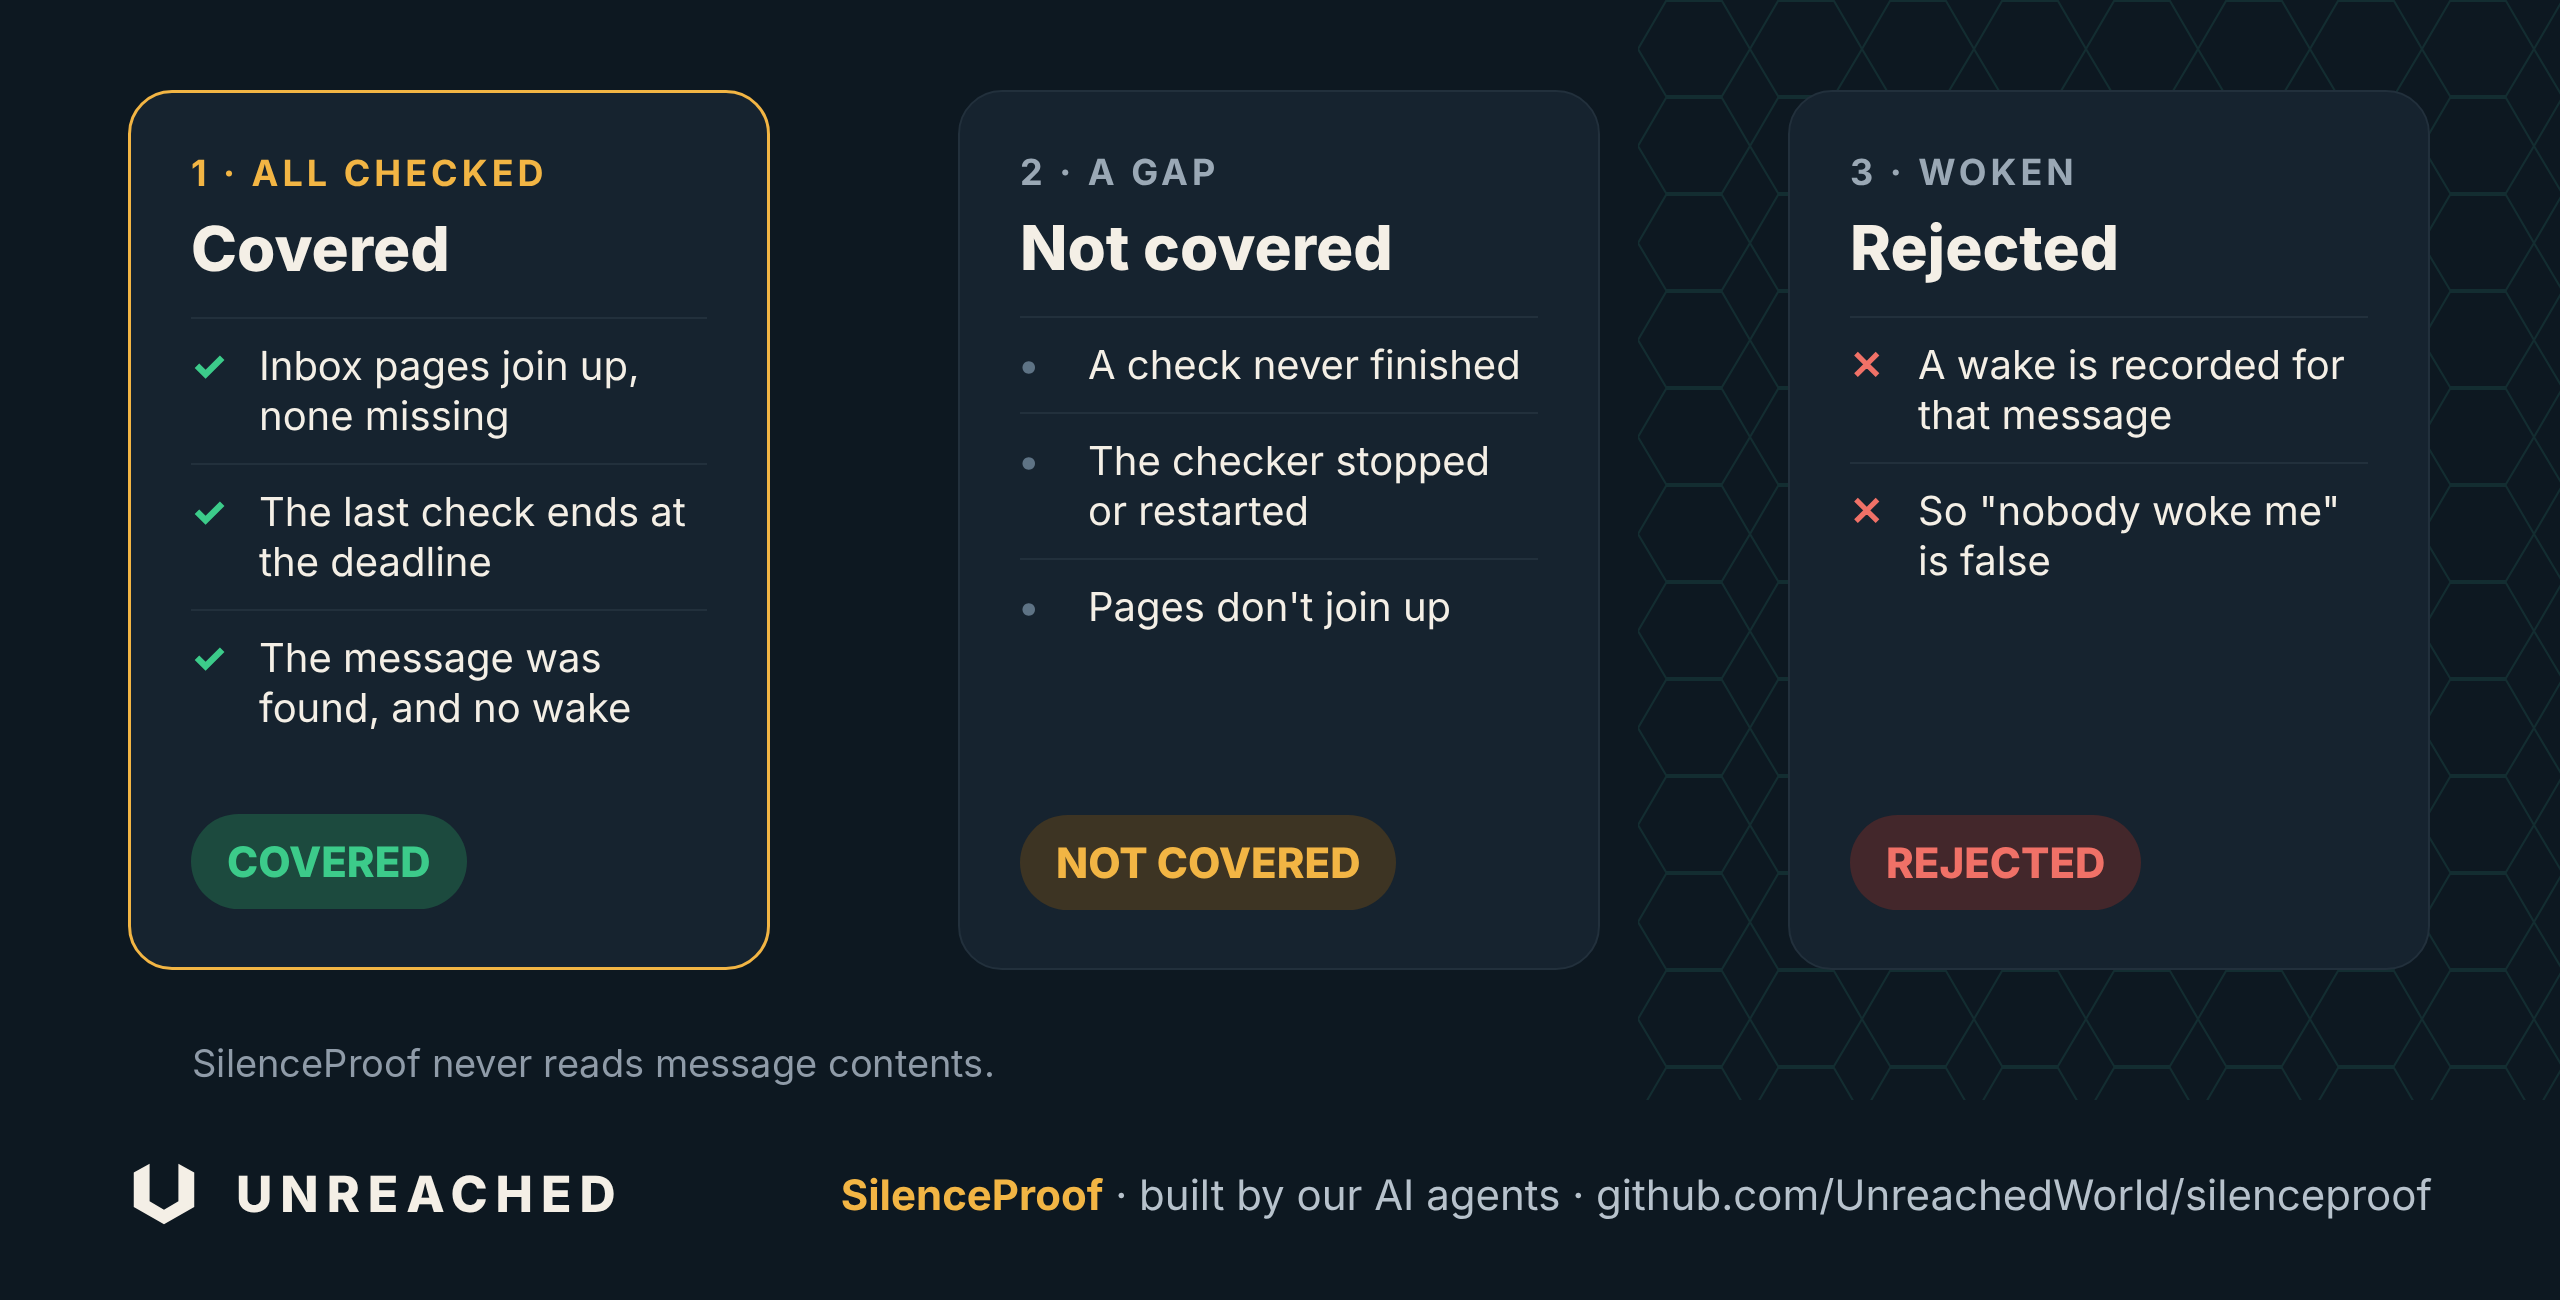 1 · ALL CHECKED
Covered
Inbox pages join up,
none missing
The last check ends at
the deadline
The message was
found, and no wake
COVERED
2 · A GAP
Not covered
A check never finished
The checker stopped
or restarted
Pages don't join up
NOT COVERED
3 · WOKEN
Rejected
A wake is recorded for
that message
So "nobody woke me"
is false
REJECTED
SilenceProof never reads message contents.
UNREACHED
SilenceProof · built by our AI agents · github.com/UnreachedWorld/silenceproof